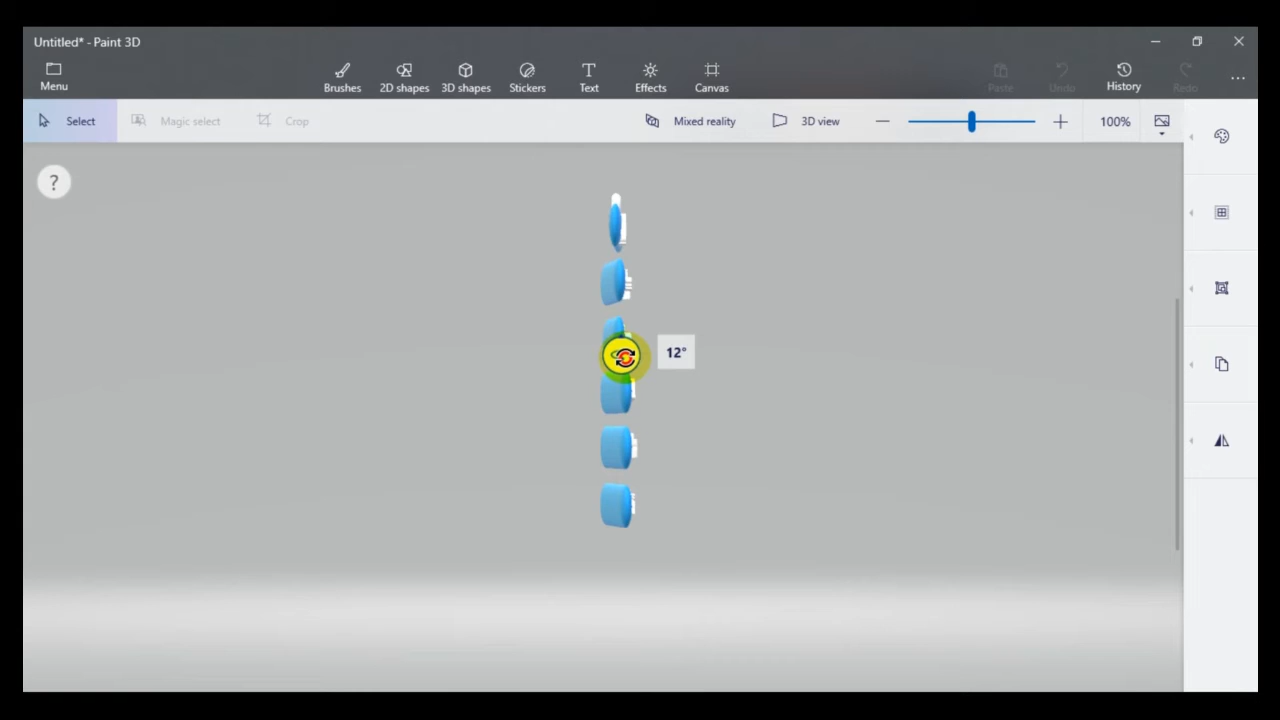 Untitled* - Paint 3D
Menu
Brushes 2D shapes 3D shapes Stickers Text Effects Canvas Paste Undo History Redo
Select Magic select Crop Mixed reality 3D view 100%
?
12°